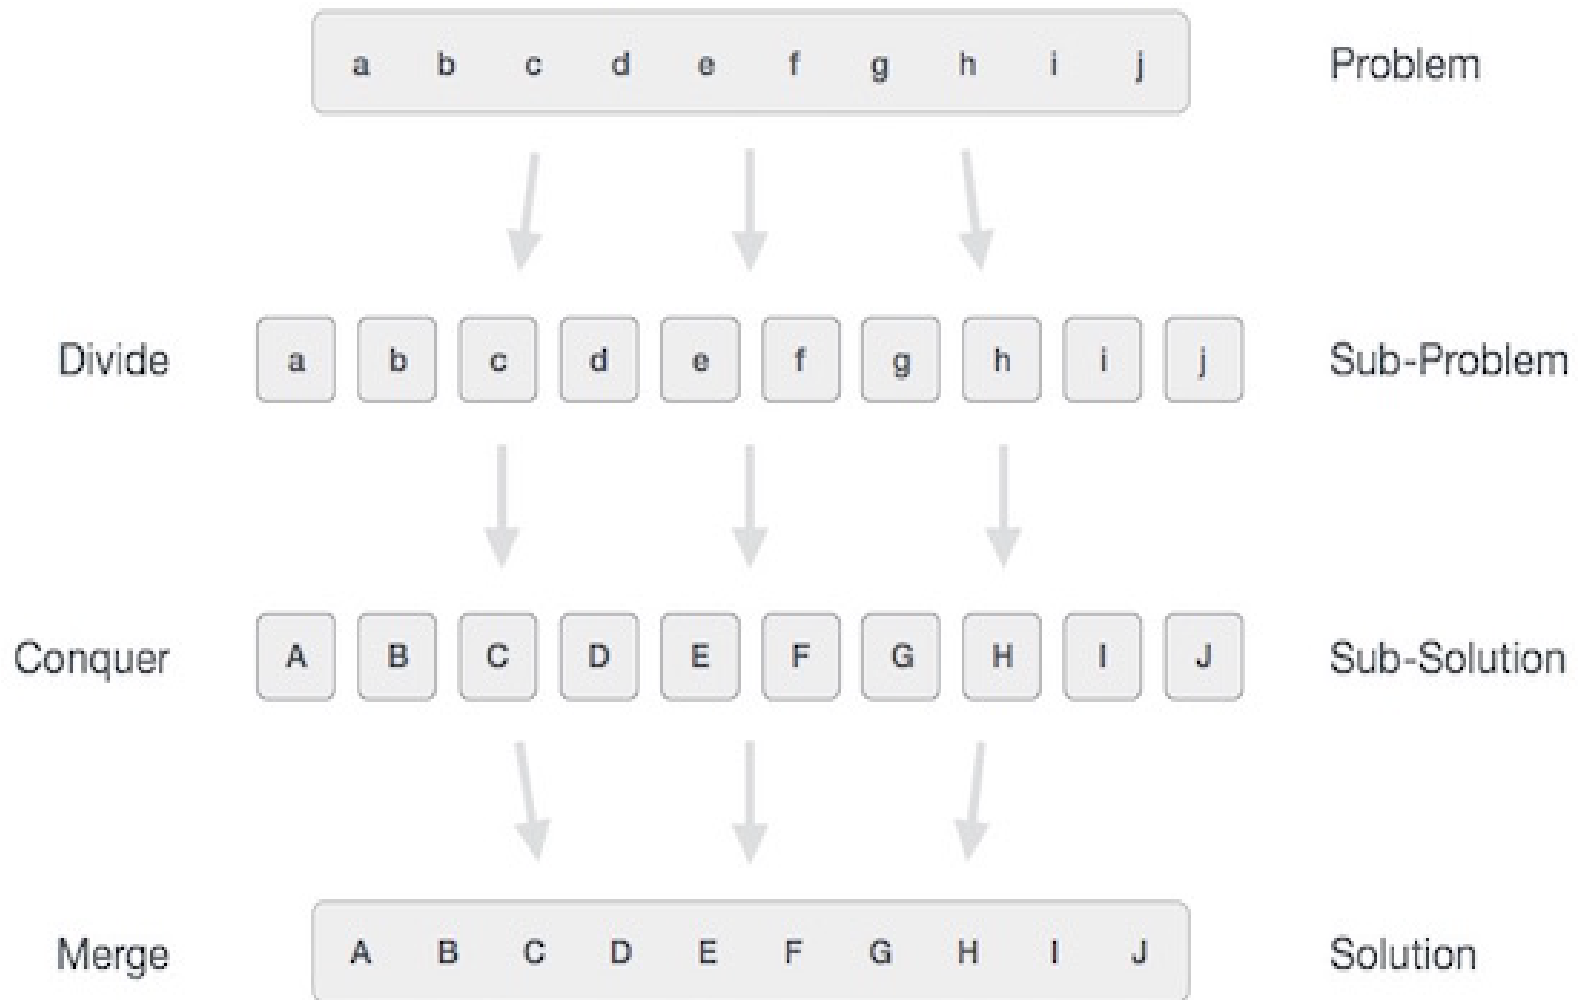 a b c d e f g h i j Problem
Divide a b c d e f g h i j Sub-Problem
Conquer A B C D E F G H I J Sub-Solution
Merge A B C D E F G H I J Solution